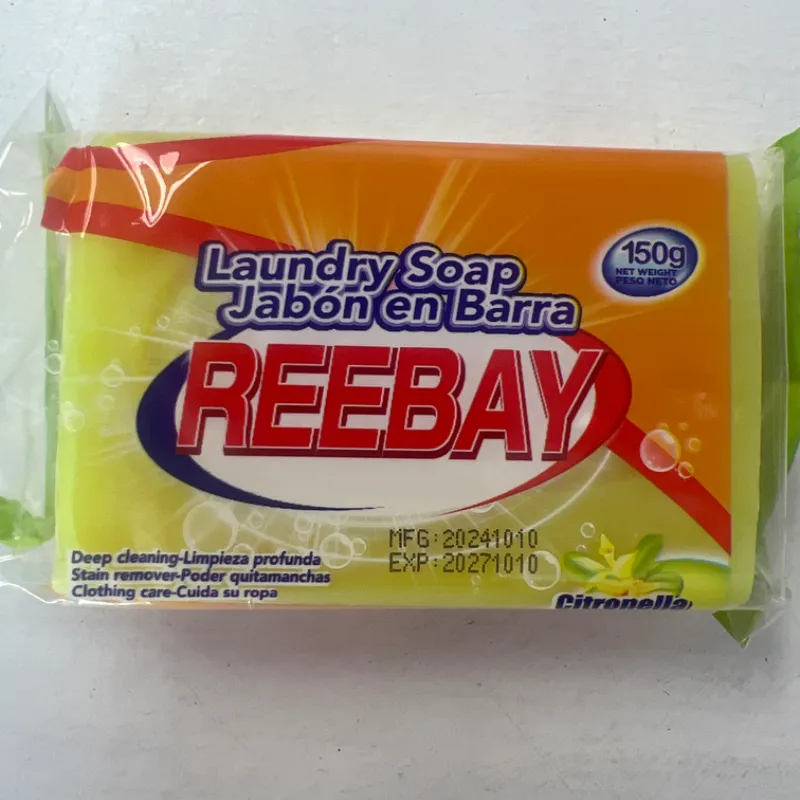 Laundry Soap
Jabón en Barra
150g
NET WEIGHT
PESO NETO
REEBAY
MFG:20241010
EXP:20271010
Deep cleaning-Limpieza profunda
Stain remover-Poder quitamanchas
Clothing care-Cuida su ropa
Citronella